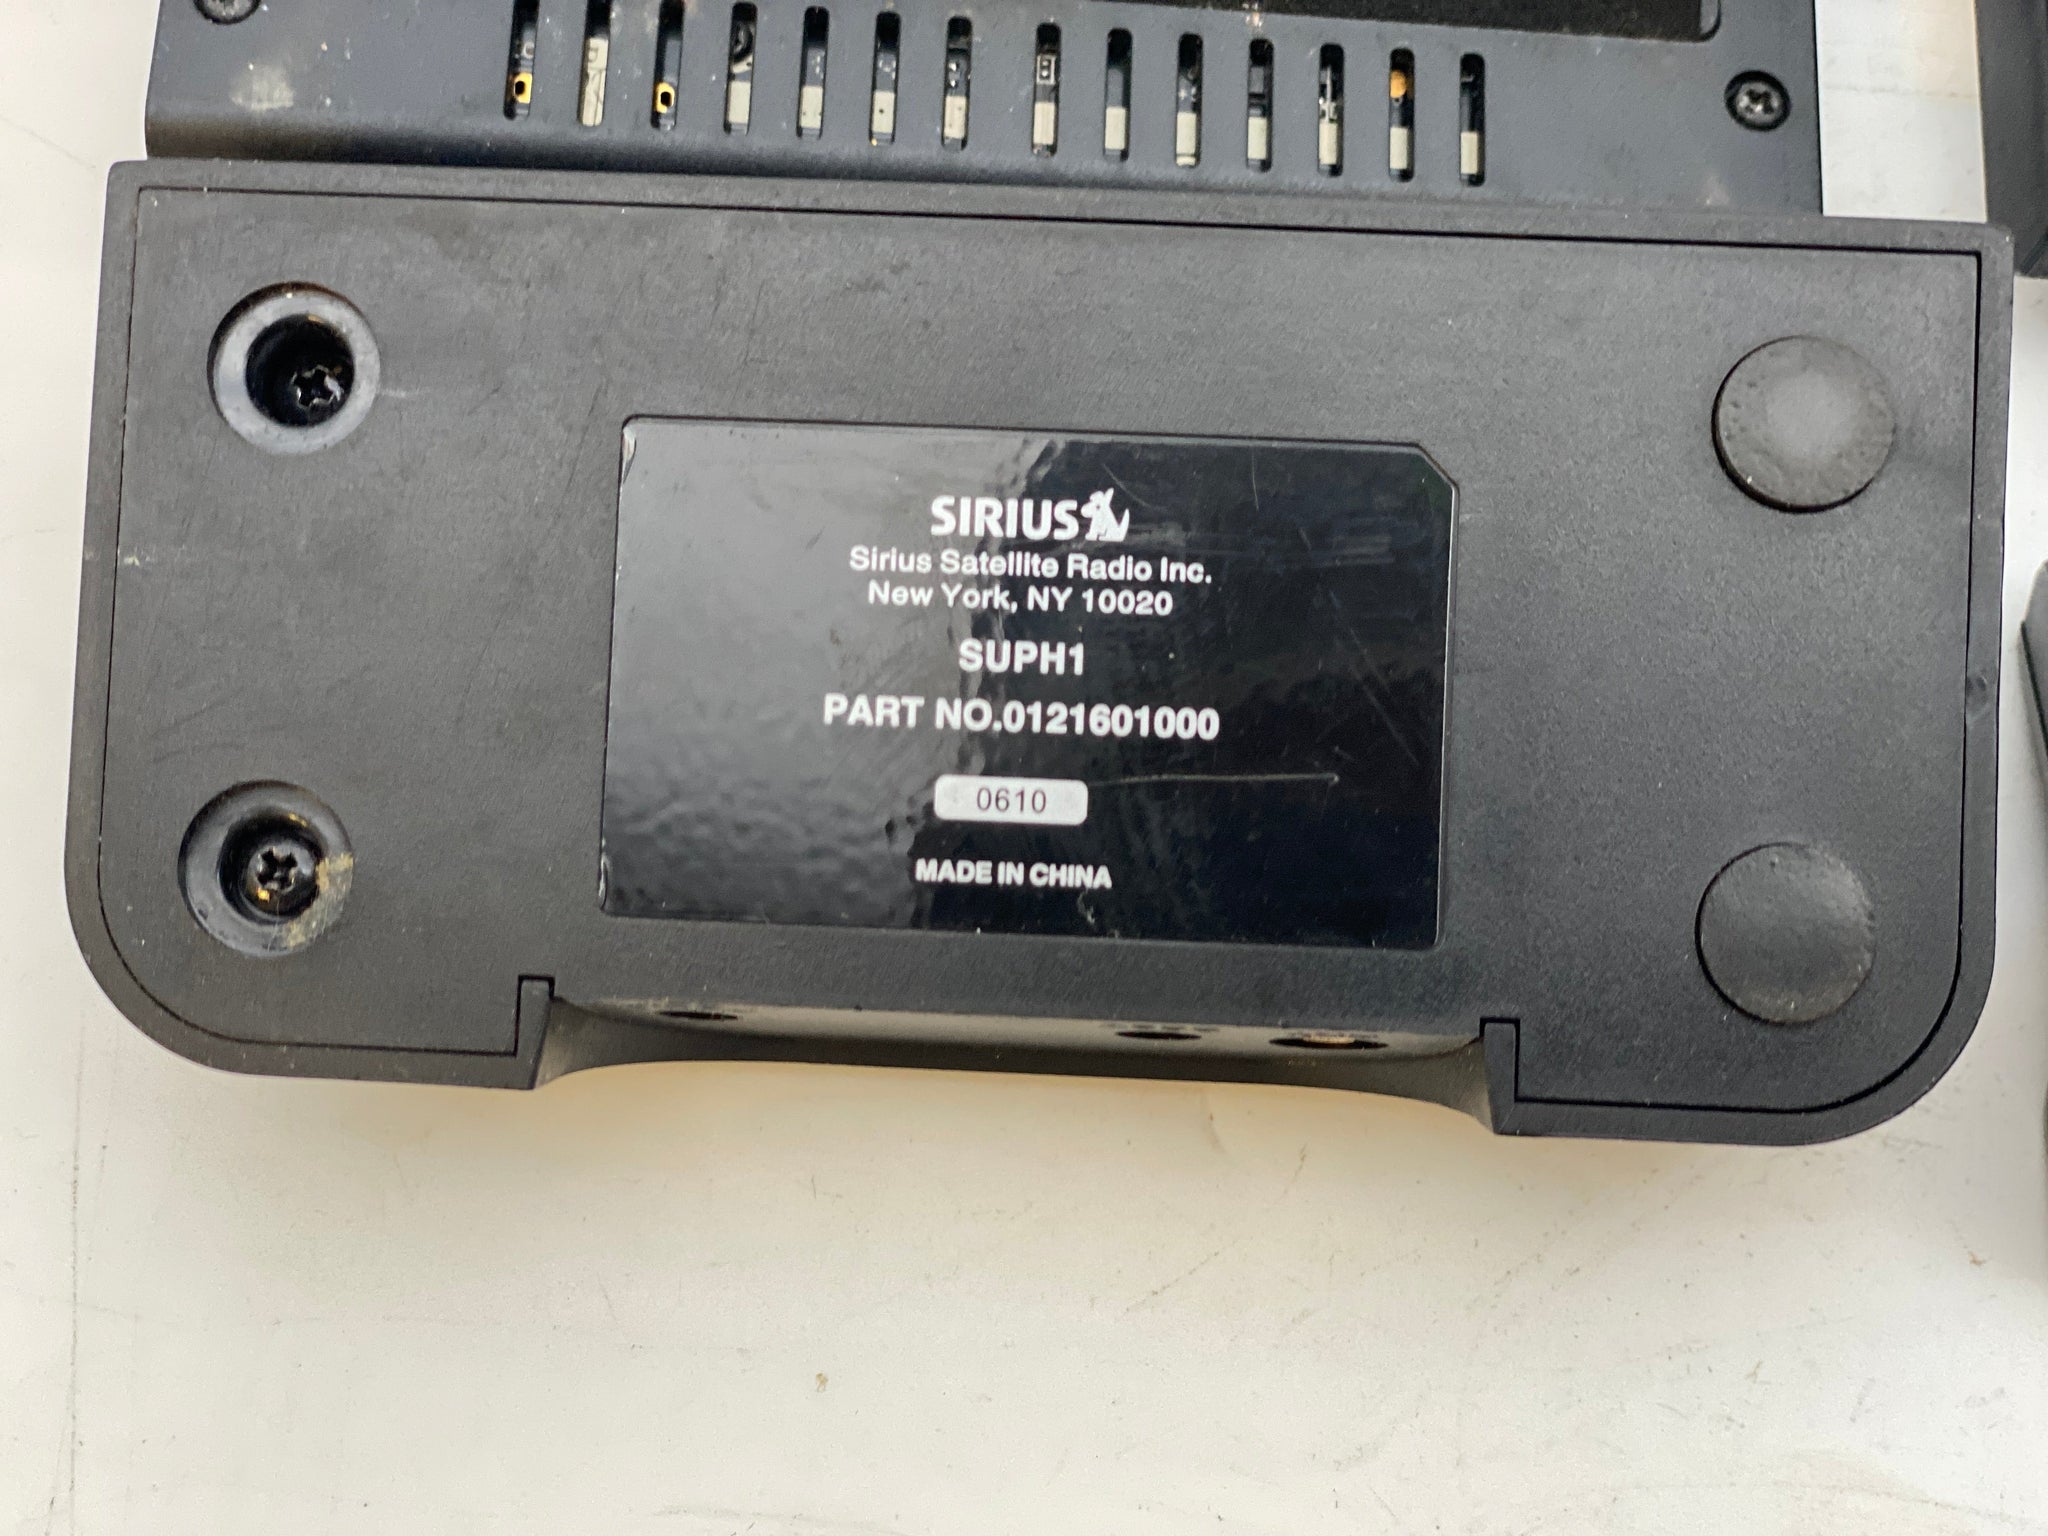 SIRIUS
Sirius Satellite Radio Inc.
New York, NY 10020
SUPH1
PART NO.0121601000
0610
MADE IN CHINA